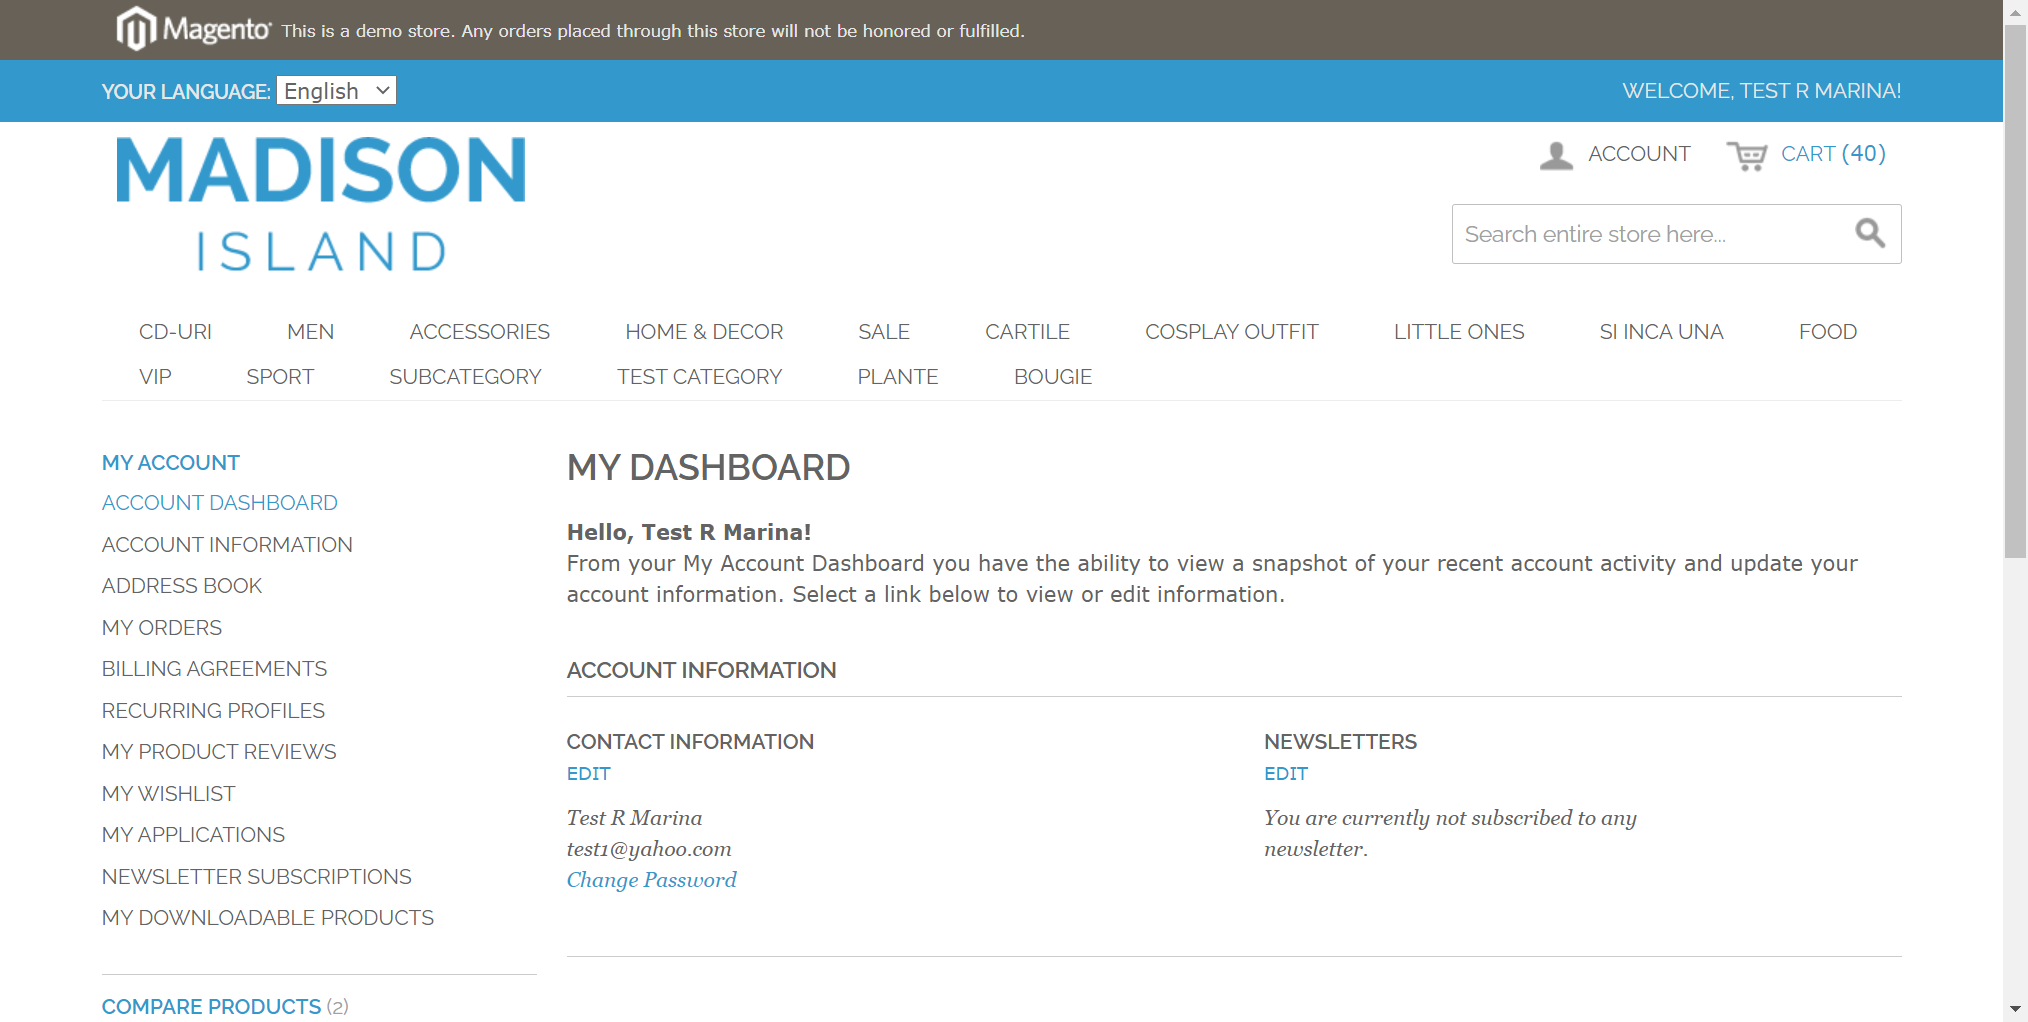 Magento This is a demo store. Any orders placed through this store will not be honored or fulfilled.
YOUR LANGUAGE: English
WELCOME, TEST R MARINA!
MADISON
ISLAND
ACCOUNT CART (40)
Search entire store here...
CD-URI MEN ACCESSORIES HOME & DECOR SALE CARTILE COSPLAY OUTFIT LITTLE ONES SI INCA UNA FOOD
VIP SPORT SUBCATEGORY TEST CATEGORY PLANTE BOUGIE
MY ACCOUNT
ACCOUNT DASHBOARD
ACCOUNT INFORMATION
ADDRESS BOOK
MY ORDERS
BILLING AGREEMENTS
RECURRING PROFILES
MY PRODUCT REVIEWS
MY WISHLIST
MY APPLICATIONS
NEWSLETTER SUBSCRIPTIONS
MY DOWNLOADABLE PRODUCTS
COMPARE PRODUCTS (2)
MY DASHBOARD
Hello, Test R Marina!
From your My Account Dashboard you have the ability to view a snapshot of your recent account activity and update your
account information. Select a link below to view or edit information.
ACCOUNT INFORMATION
CONTACT INFORMATION
EDIT
Test R Marina
test1@yahoo.com
Change Password
NEWSLETTERS
EDIT
You are currently not subscribed to any
newsletter.